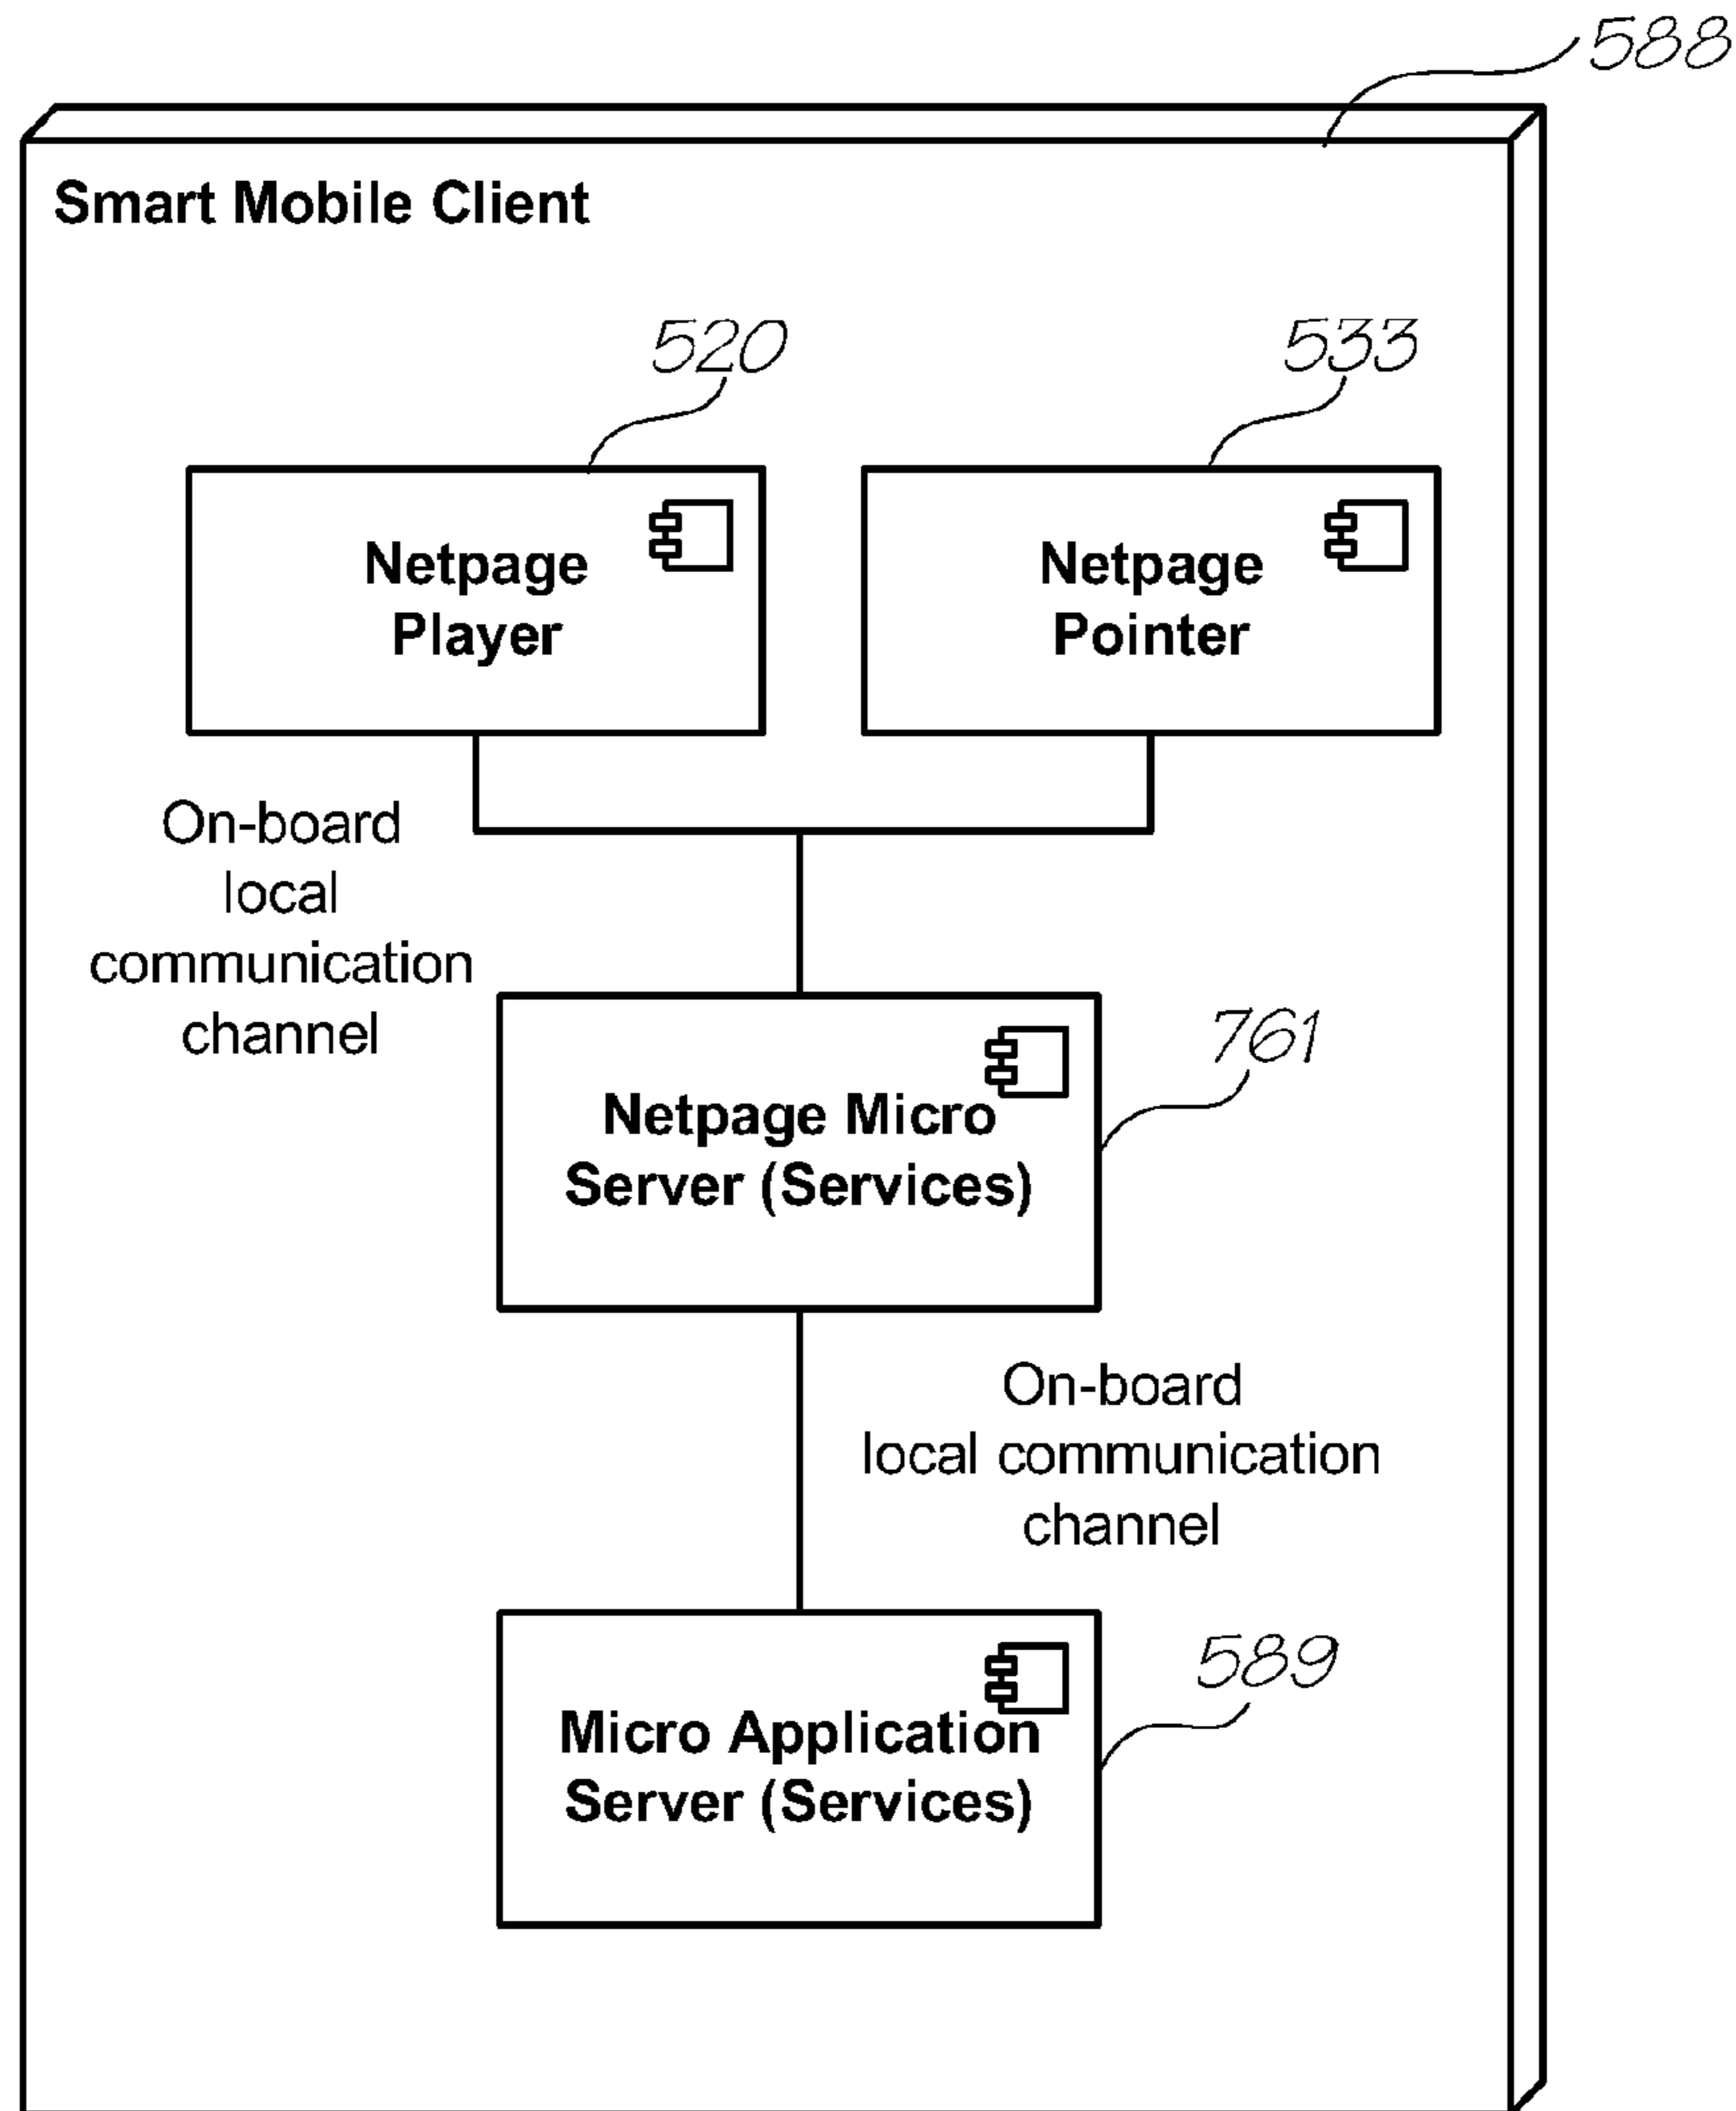 588
Smart Mobile Client
520
533
Netpage
Player
Netpage
Pointer
On-board
local
communication
channel
761
Netpage Micro
Server (Services)
On-board
local communication
channel
589
Micro Application
Server (Services)